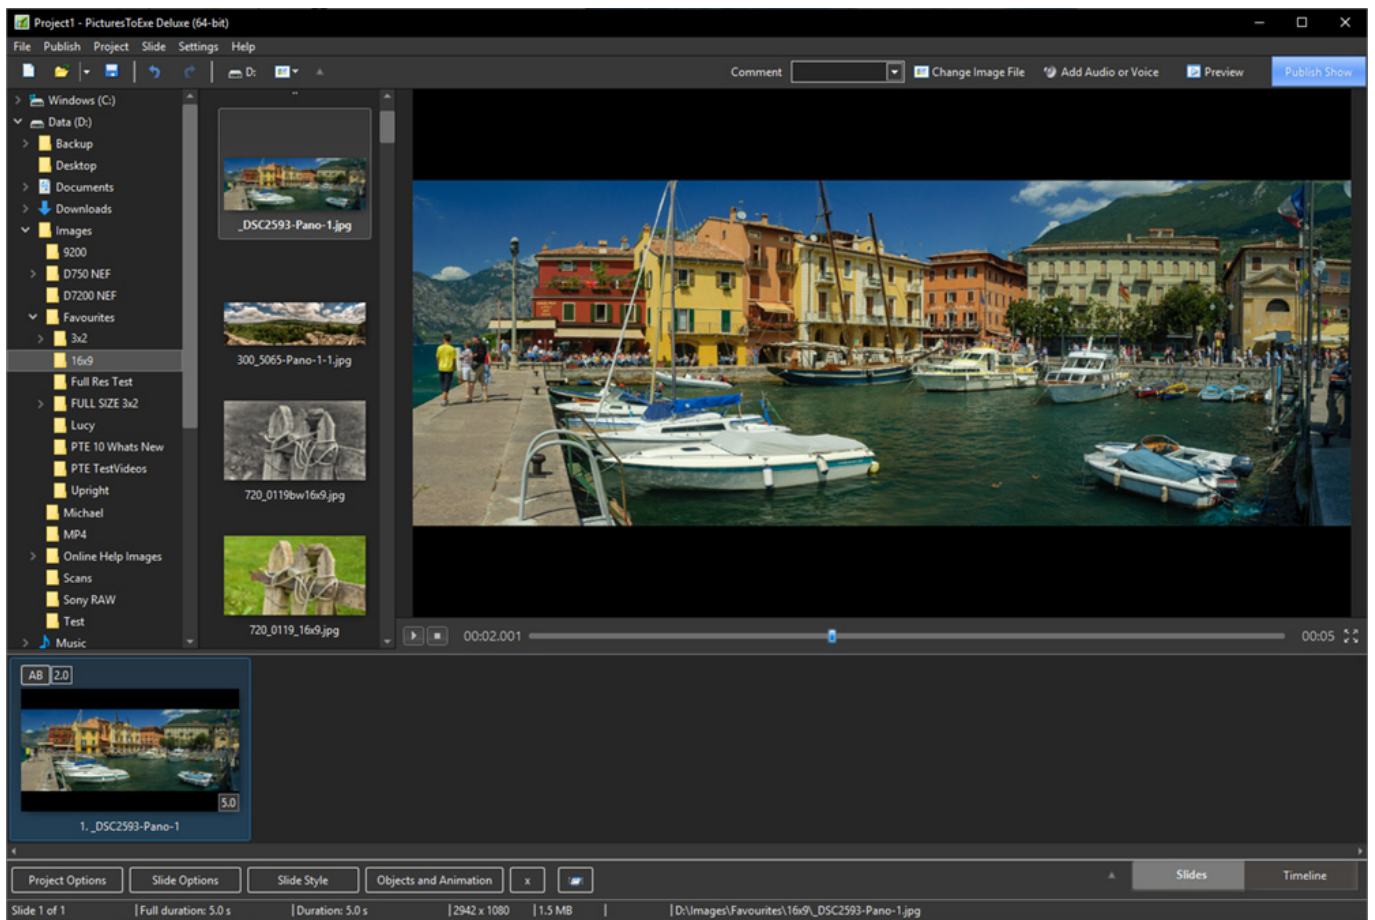 Project1 - PicturesToExe Deluxe (64-bit)
File Publish Project Slide Settings Help
D: Comment Change Image File Add Audio or Voice Preview Publish Show
Windows (C:)
Data (D:)
Backup
Desktop
Documents
Downloads
Images
9200
D750 NEF
D7200 NEF
Favourites
3x2
16x9
Full Res Test
FULL SIZE 3x2
Lucy
PTE 10 Whats New
PTE TestVideos
Upright
Michael
MP4
Online Help Images
Scans
Sony RAW
Test
Music
..
_DSC2593-Pano-1.jpg
300_5065-Pano-1-1.jpg
720_0119bw16x9.jpg
720_0119_16x9.jpg
00:02.001 00:05
AB 2.0
5.0
1. _DSC2593-Pano-1
Project Options Slide Options Slide Style Objects and Animation x Slides Timeline
Slide 1 of 1 |Full duration: 5.0 s |Duration: 5.0 s |2942 x 1080 |1.5 MB | |D:\Images\Favourites\16x9\_DSC2593-Pano-1.jpg